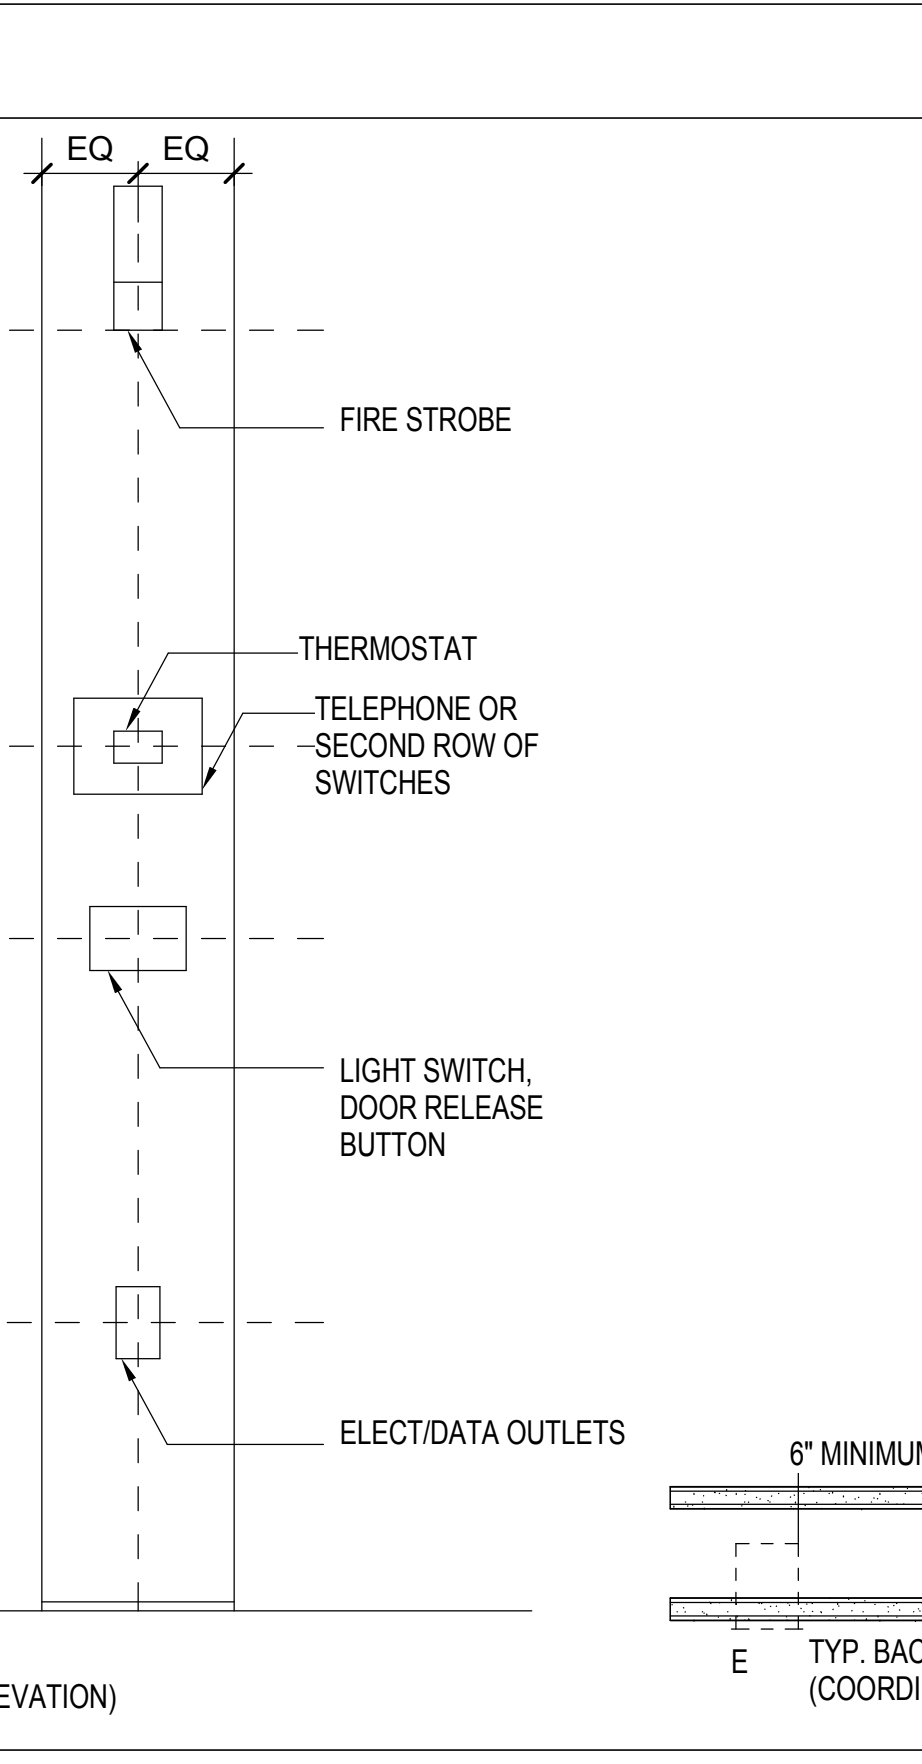 EQ EQ
FIRE STROBE
THERMOSTAT
TELEPHONE OR
SECOND ROW OF
SWITCHES
LIGHT SWITCH,
DOOR RELEASE
BUTTON
ELECT/DATA OUTLETS
6" MINIMUM
E
TYP. BAC
(COORDI
EVATION)